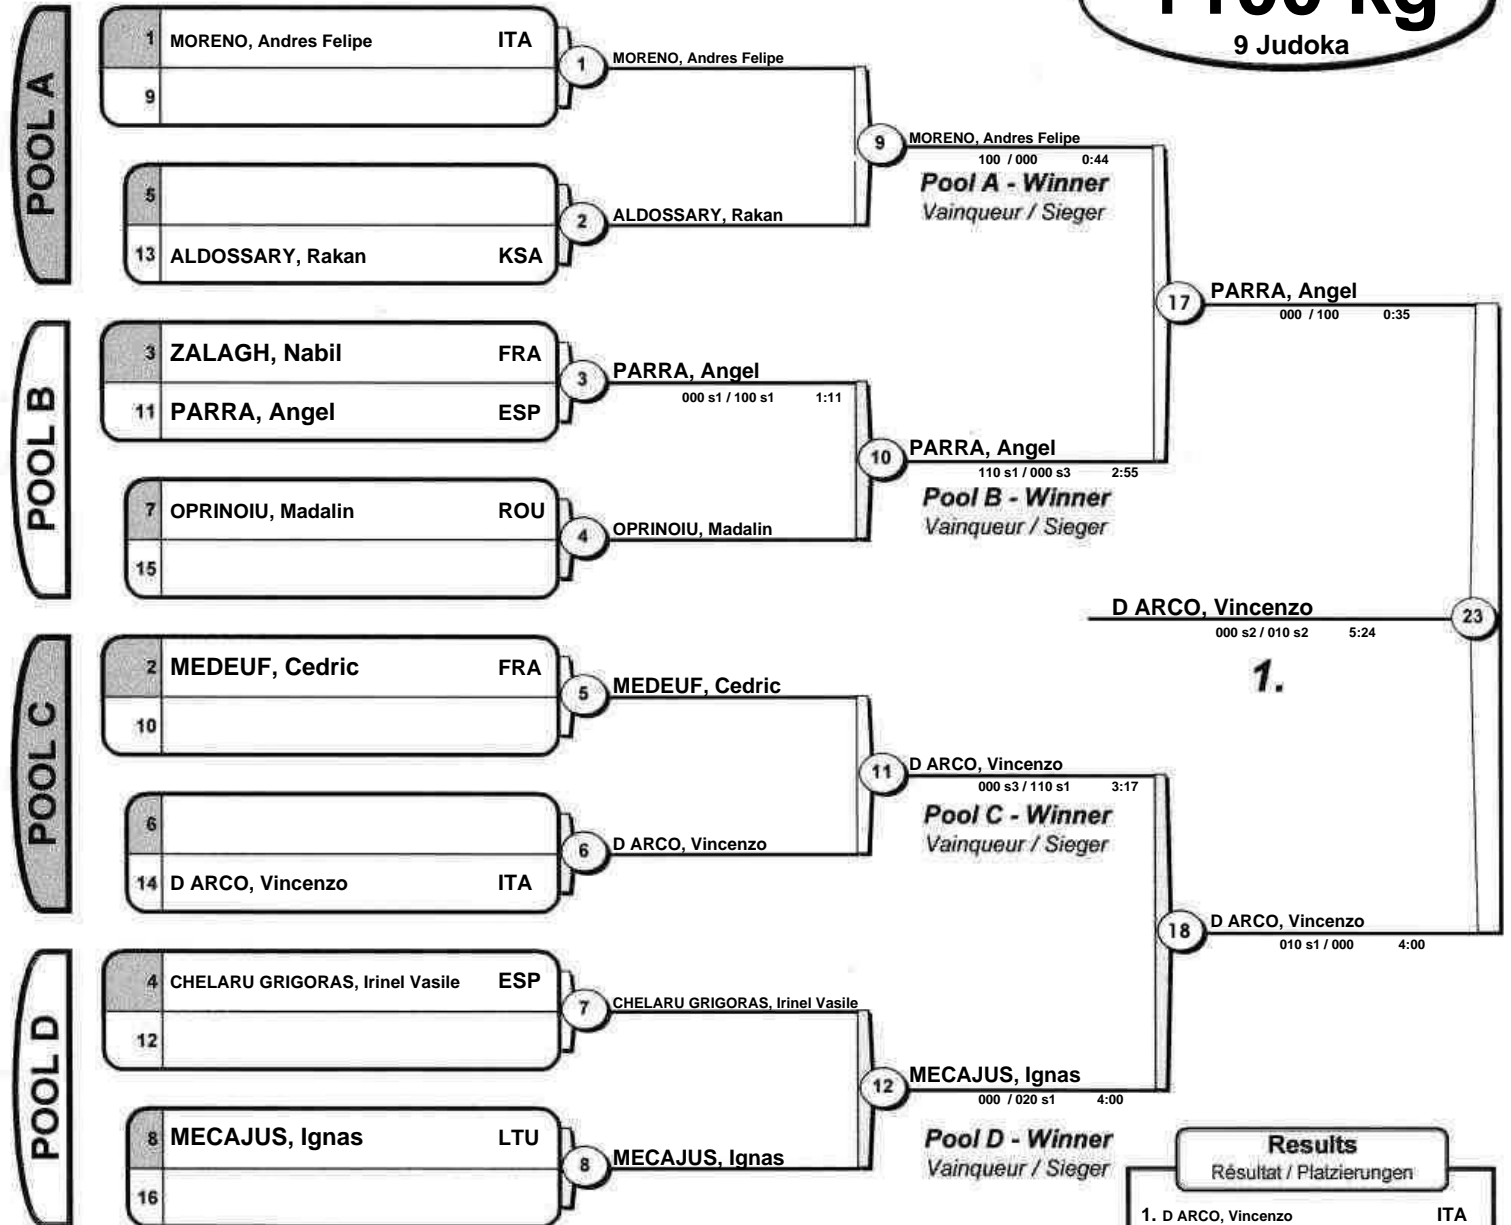 9 Judoka
POOL A
1 MORENO, Andres Felipe ITA
9
1 MORENO, Andres Felipe
5
13 ALDOSSARY, Rakan KSA
2 ALDOSSARY, Rakan
9 MORENO, Andres Felipe
100 / 000 0:44
Pool A - Winner
Vainqueur / Sieger
POOL B
3 ZALAGH, Nabil FRA
11 PARRA, Angel ESP
3 PARRA, Angel
000 s1 / 100 s1 1:11
7 OPRINOIU, Madalin ROU
15
4 OPRINOIU, Madalin
10 PARRA, Angel
110 s1 / 000 s3 2:55
Pool B - Winner
Vainqueur / Sieger
17 PARRA, Angel
000 / 100 0:35
POOL C
2 MEDEUF, Cedric FRA
10
5 MEDEUF, Cedric
6
14 D ARCO, Vincenzo ITA
6 D ARCO, Vincenzo
11 D ARCO, Vincenzo
000 s3 / 110 s1 3:17
Pool C - Winner
Vainqueur / Sieger
POOL D
4 CHELARU GRIGORAS, Irinel Vasile ESP
12
7 CHELARU GRIGORAS, Irinel Vasile
8 MECAJUS, Ignas LTU
16
8 MECAJUS, Ignas
12 MECAJUS, Ignas
000 / 020 s1 4:00
Pool D - Winner
Vainqueur / Sieger
18 D ARCO, Vincenzo
010 s1 / 000 4:00
D ARCO, Vincenzo 23
000 s2 / 010 s2 5:24
1.
Results
Résultat / Platzierungen
1. D ARCO, Vincenzo ITA